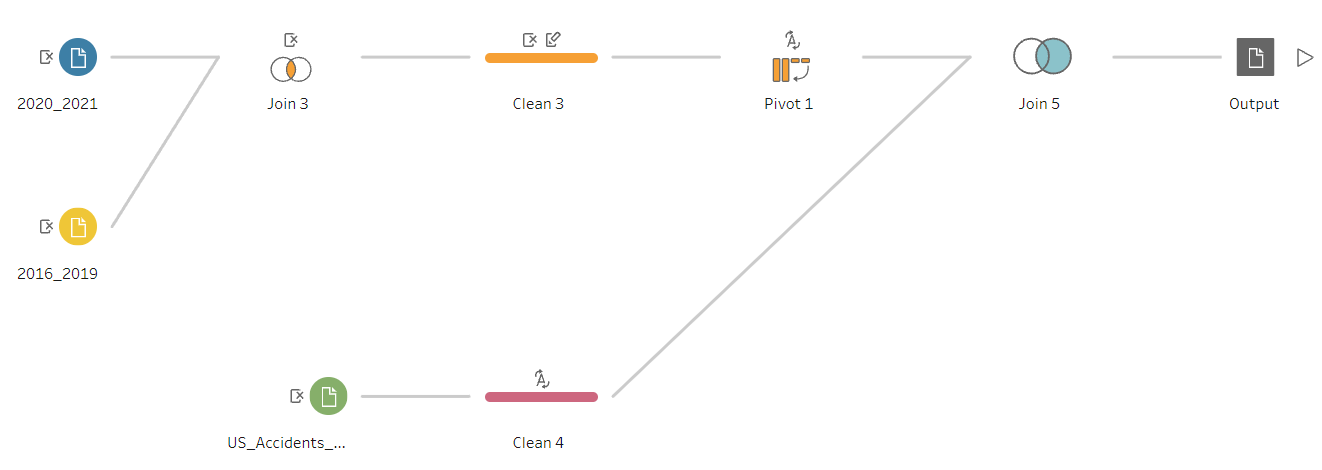 2020_2021
Join 3
Clean 3
Pivot 1
Join 5
Output
2016_2019
US_Accidents_...
Clean 4